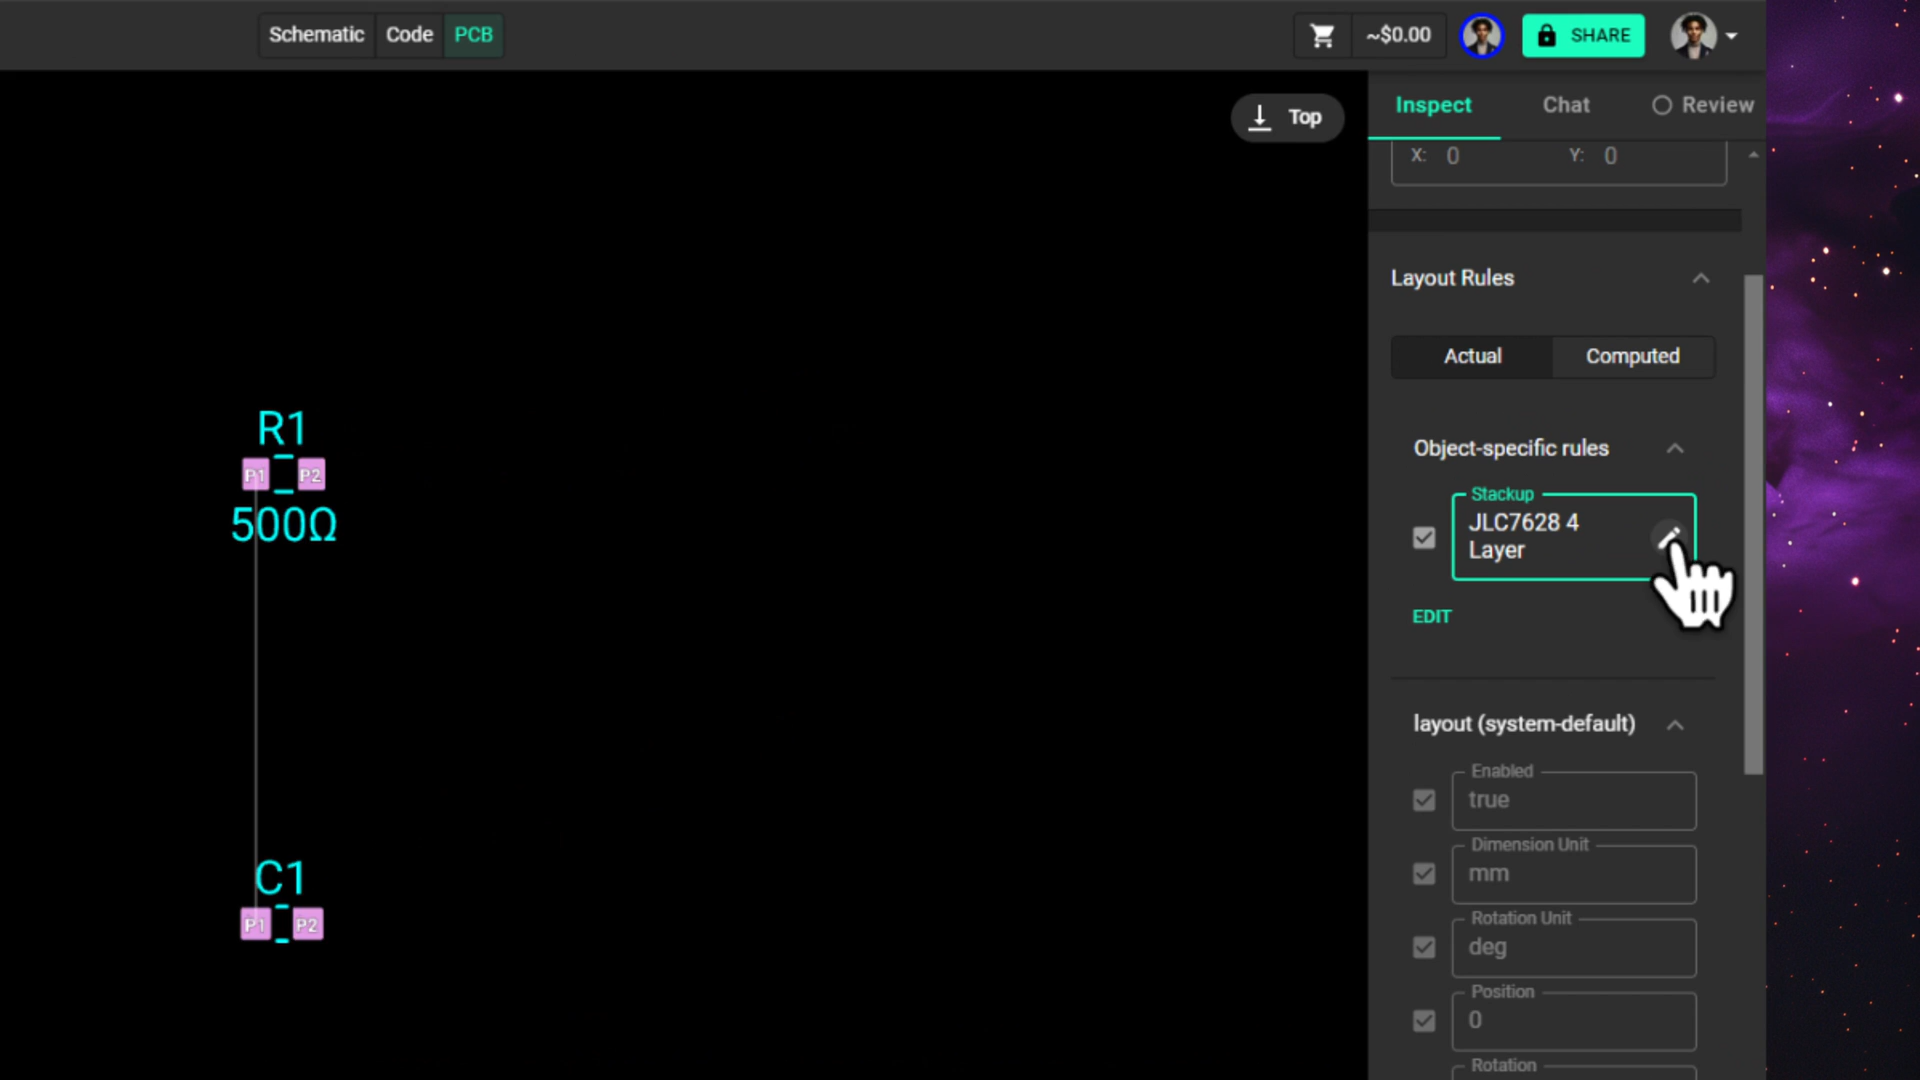 Schematic Code PCB
~$0.00
SHARE
Top
Inspect Chat Review
X: 0 Y: 0
Layout Rules
Actual Computed
Object-specific rules
Stackup
JLC7628 4
Layer
EDIT
layout (system-default)
Enabled
true
Dimension Unit
mm
Rotation Unit
deg
Position
0
Rotation
R1
P1 P2
500Ω
C1
P1 P2